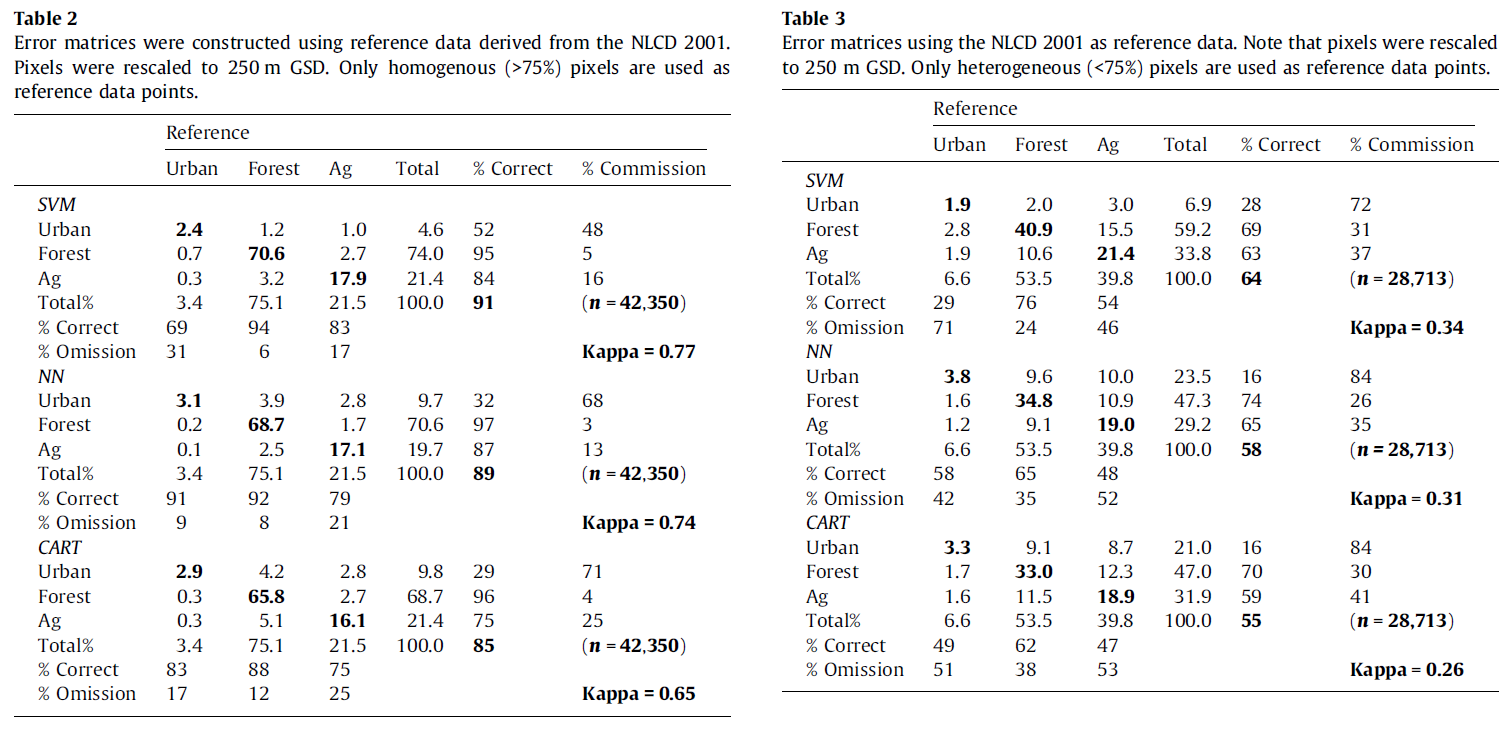 Table 2
Error matrices were constructed using reference data derived from the NLCD 2001.
Pixels were rescaled to 250 m GSD. Only homogenous (>75%) pixels are used as
reference data points.
Reference
Urban Forest Ag Total % Correct % Commission
SVM
Urban 2.4 1.2 1.0 4.6 52 48
Forest 0.7 70.6 2.7 74.0 95 5
Ag 0.3 3.2 17.9 21.4 84 16
Total% 3.4 75.1 21.5 100.0 91 (n = 42,350)
% Correct 69 94 83
% Omission 31 6 17 Kappa = 0.77
NN
Urban 3.1 3.9 2.8 9.7 32 68
Forest 0.2 68.7 1.7 70.6 97 3
Ag 0.1 2.5 17.1 19.7 87 13
Total% 3.4 75.1 21.5 100.0 89 (n = 42,350)
% Correct 91 92 79
% Omission 9 8 21 Kappa = 0.74
CART
Urban 2.9 4.2 2.8 9.8 29 71
Forest 0.3 65.8 2.7 68.7 96 4
Ag 0.3 5.1 16.1 21.4 75 25
Total% 3.4 75.1 21.5 100.0 85 (n = 42,350)
% Correct 83 88 75
% Omission 17 12 25 Kappa = 0.65
Table 3
Error matrices using the NLCD 2001 as reference data. Note that pixels were rescaled
to 250 m GSD. Only heterogeneous (<75%) pixels are used as reference data points.
Reference
Urban Forest Ag Total % Correct % Commission
SVM
Urban 1.9 2.0 3.0 6.9 28 72
Forest 2.8 40.9 15.5 59.2 69 31
Ag 1.9 10.6 21.4 33.8 63 37
Total% 6.6 53.5 39.8 100.0 64 (n = 28,713)
% Correct 29 76 54
% Omission 71 24 46 Kappa = 0.34
NN
Urban 3.8 9.6 10.0 23.5 16 84
Forest 1.6 34.8 10.9 47.3 74 26
Ag 1.2 9.1 19.0 29.2 65 35
Total% 6.6 53.5 39.8 100.0 58 (n = 28,713)
% Correct 58 65 48
% Omission 42 35 52 Kappa = 0.31
CART
Urban 3.3 9.1 8.7 21.0 16 84
Forest 1.7 33.0 12.3 47.0 70 30
Ag 1.6 11.5 18.9 31.9 59 41
Total% 6.6 53.5 39.8 100.0 55 (n = 28,713)
% Correct 49 62 47
% Omission 51 38 53 Kappa = 0.26